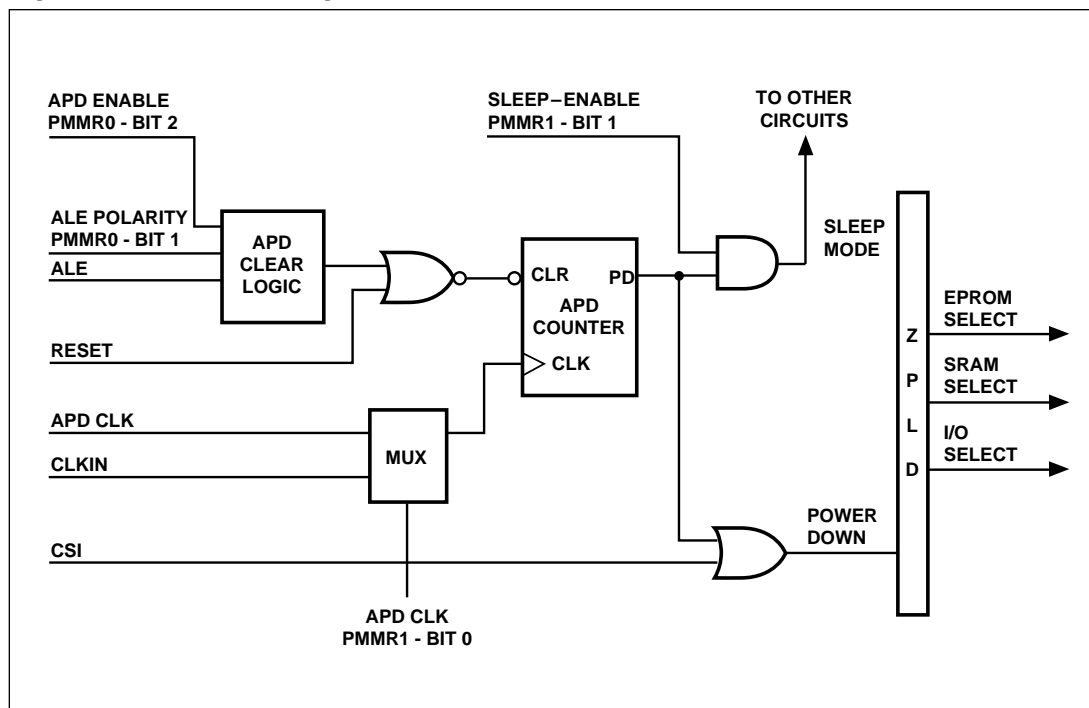 APD ENABLE
PMMR0 - BIT 2
SLEEP–ENABLE
PMMR1 - BIT 1
TO OTHER
CIRCUITS
ALE POLARITY
PMMR0 - BIT 1
ALE
APD
CLEAR
LOGIC
CLR
PD
APD
COUNTER
CLK
SLEEP
MODE
RESET
APD CLK
CLKIN
MUX
Z
P
L
D
EPROM
SELECT
SRAM
SELECT
I/O
SELECT
CSI
POWER
DOWN
APD CLK
PMMR1 - BIT 0